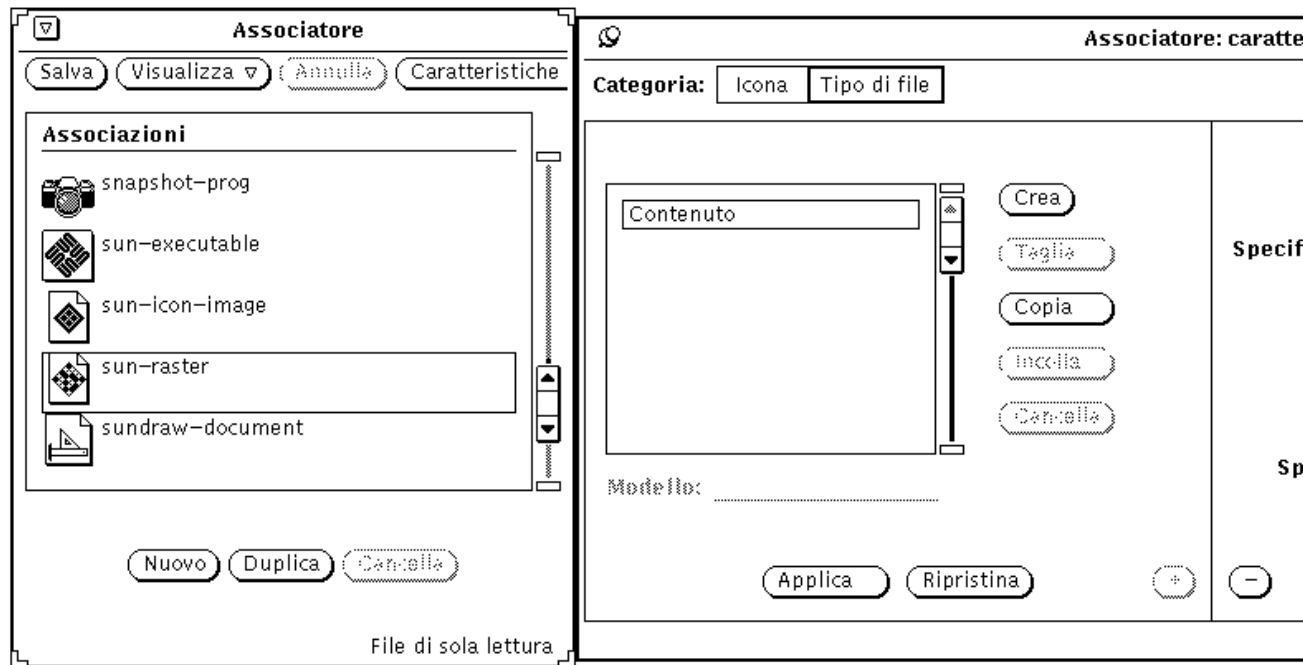 Associatore
Salva Visualizza Annulla Caratteristiche
Associazioni
snapshot-prog
sun-executable
sun-icon-image
sun-raster
sundraw-document
Nuovo Duplica Cancella
File di sola lettura
Associatore: caratte
Categoria: Icona Tipo di file
Contenuto
Crea
Taglia
Copia
Incolla
Cancella
Modello:
Applica Ripristina + −
Specif
Sp